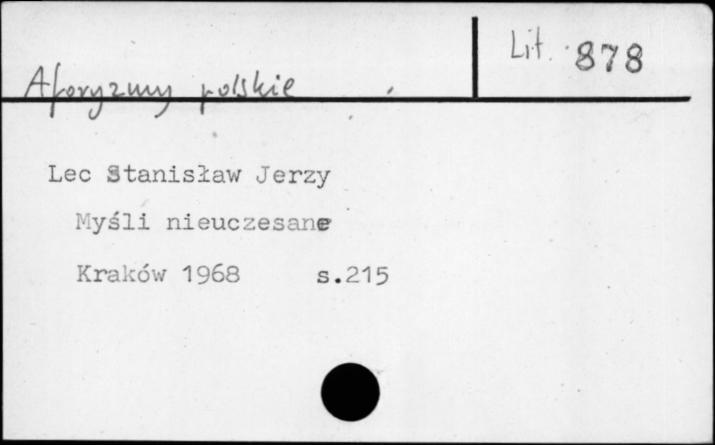 Aforyzmy polskie
Lit. 878
Lec Stanisław Jerzy
Myśli nieuczesane
Kraków 1968 s.215